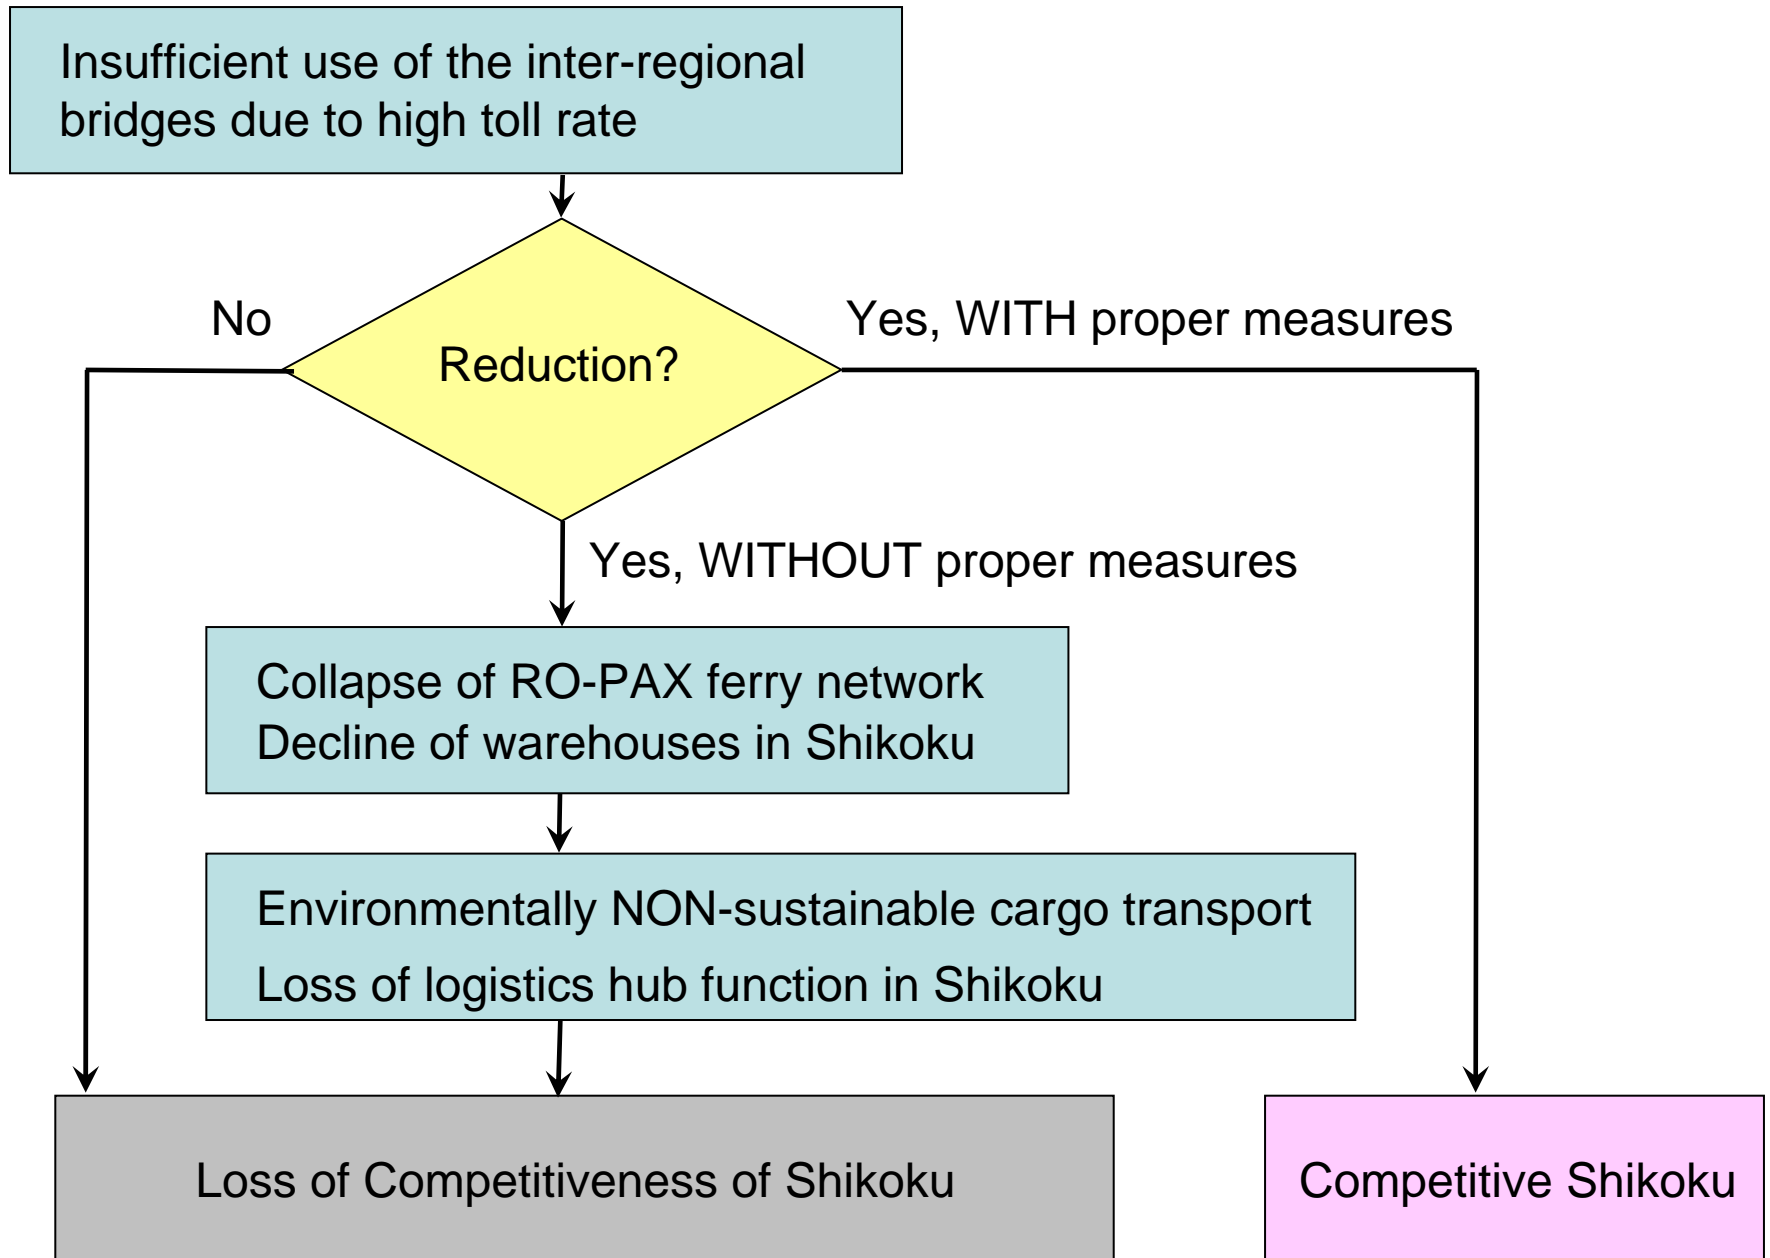 Insufficient use of the inter-regional
bridges due to high toll rate
No
Yes, WITH proper measures
Reduction?
Yes, WITHOUT proper measures
Collapse of RO-PAX ferry network
Decline of warehouses in Shikoku
Environmentally NON-sustainable cargo transport
Loss of logistics hub function in Shikoku
Loss of Competitiveness of Shikoku
Competitive Shikoku